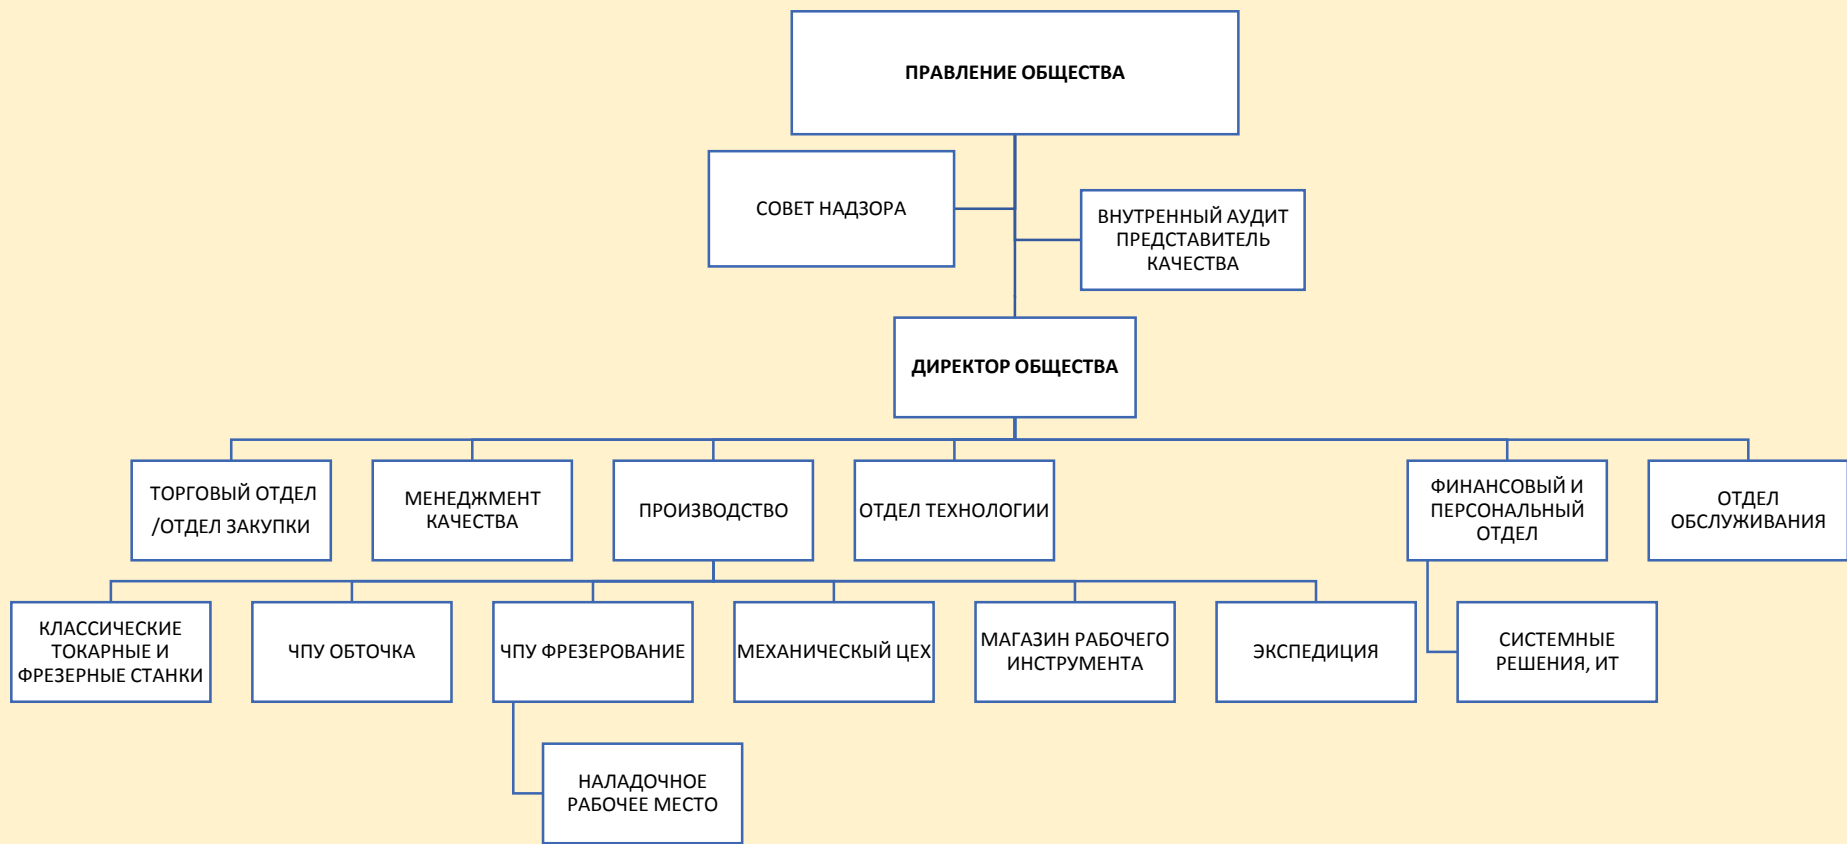 ПРАВЛЕНИЕ ОБЩЕСТВА
СОВЕТ НАДЗОРА
ВНУТРЕННЫЙ АУДИТ
ПРЕДСТАВИТЕЛЬ
КАЧЕСТВА
ДИРЕКТОР ОБЩЕСТВА
ТОРГОВЫЙ ОТДЕЛ
/ОТДЕЛ ЗАКУПКИ
МЕНЕДЖМЕНТ
КАЧЕСТВА
ПРОИЗВОДСТВО
ОТДЕЛ ТЕХНОЛОГИИ
ФИНАНСОВЫЙ И
ПЕРСОНАЛЬНЫЙ
ОТДЕЛ
ОТДЕЛ
ОБСЛУЖИВАНИЯ
КЛАССИЧЕСКИЕ
ТОКАРНЫЕ И
ФРЕЗЕРНЫЕ СТАНКИ
ЧПУ ОБТОЧКА
ЧПУ ФРЕЗЕРОВАНИЕ
МЕХАНИЧЕСКЫЙ ЦЕХ
МАГАЗИН РАБОЧЕГО
ИНСТРУМЕНТА
ЭКСПЕДИЦИЯ
СИСТЕМНЫЕ
РЕШЕНИЯ, ИТ
НАЛАДОЧНОЕ
РАБОЧЕЕ МЕСТО